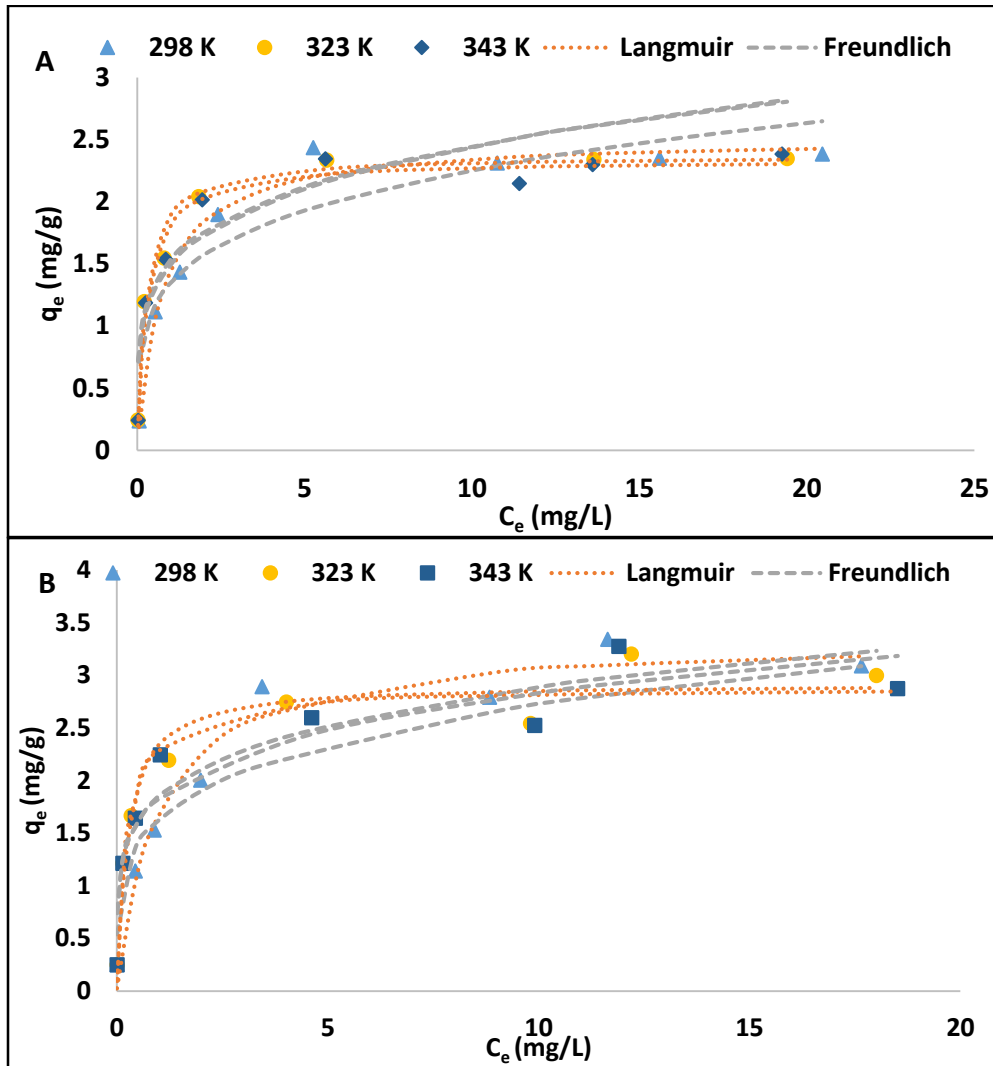 A 298 K 323 K 343 K Langmuir Freundlich
3
2.5
2
1.5
1
0.5
0
qe (mg/g)
0 5 10 15 20 25
Ce (mg/L)
B 298 K 323 K 343 K Langmuir Freundlich
4
3.5
3
2.5
2
1.5
1
0.5
0
qe (mg/g)
0 5 10 15 20
Ce (mg/L)